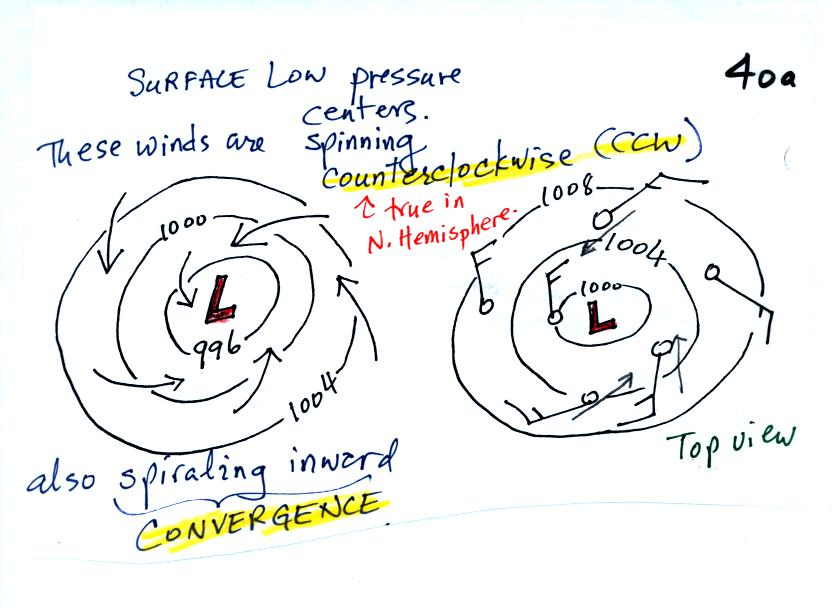 SURFACE LOW pressure
centers.
40a
These winds are spinning
counterclockwise (CCW)
↑ true in
N. Hemisphere.
1000
L
996
1004
1008
1004
1000
L
Top view
also spiraling inward
CONVERGENCE